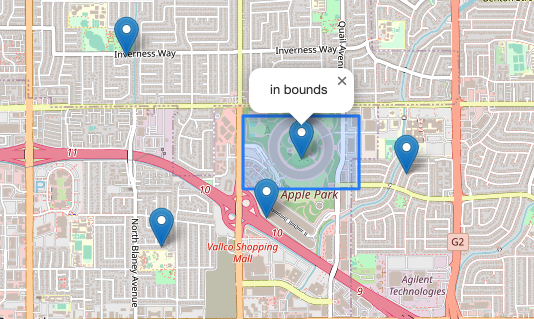 Inverness Way
Inverness Way
Quail Avenue
in bounds
×
11
10
Apple Park
10
Vallco Shopping
Mall
North Blaney Avenue
G2
Agilent
Technologies
9